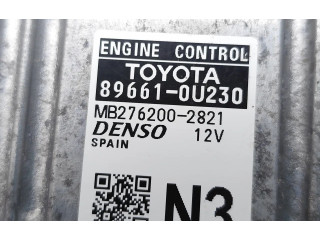 ENGINE CONTROL
TOYOTA
89661-0U230
MB276200-2821
DENSO 12V
SPAIN
N3